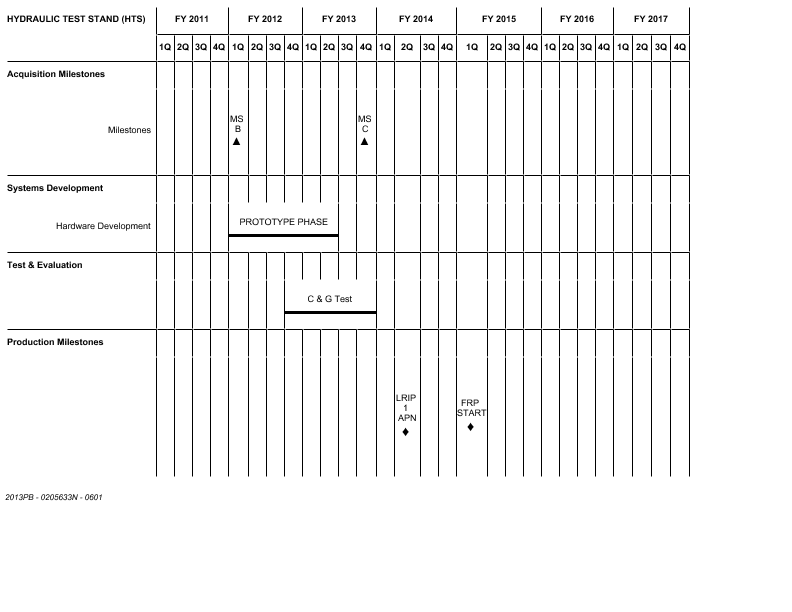 HYDRAULIC TEST STAND (HTS) FY 2011 FY 2012 FY 2013 FY 2014 FY 2015 FY 2016 FY 2017
1Q 2Q 3Q 4Q 1Q 2Q 3Q 4Q 1Q 2Q 3Q 4Q 1Q 2Q 3Q 4Q 1Q 2Q 3Q 4Q 1Q 2Q 3Q 4Q 1Q 2Q 3Q 4Q
Acquisition Milestones
Milestones
MS
B
MS
C
Systems Development
Hardware Development
PROTOTYPE PHASE
Test & Evaluation
C & G Test
Production Milestones
LRIP
1
APN
FRP
START
2013PB - 0205633N - 0601